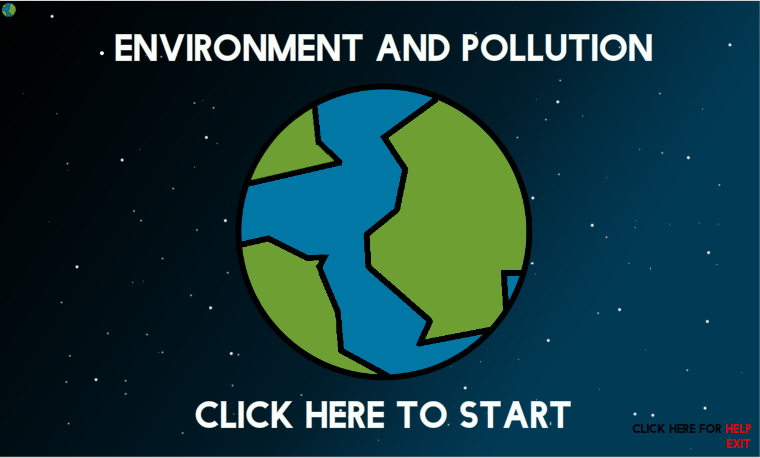 ENVIRONMENT AND POLLUTION
CLICK HERE TO START
CLICK HERE FOR HELP
EXIT